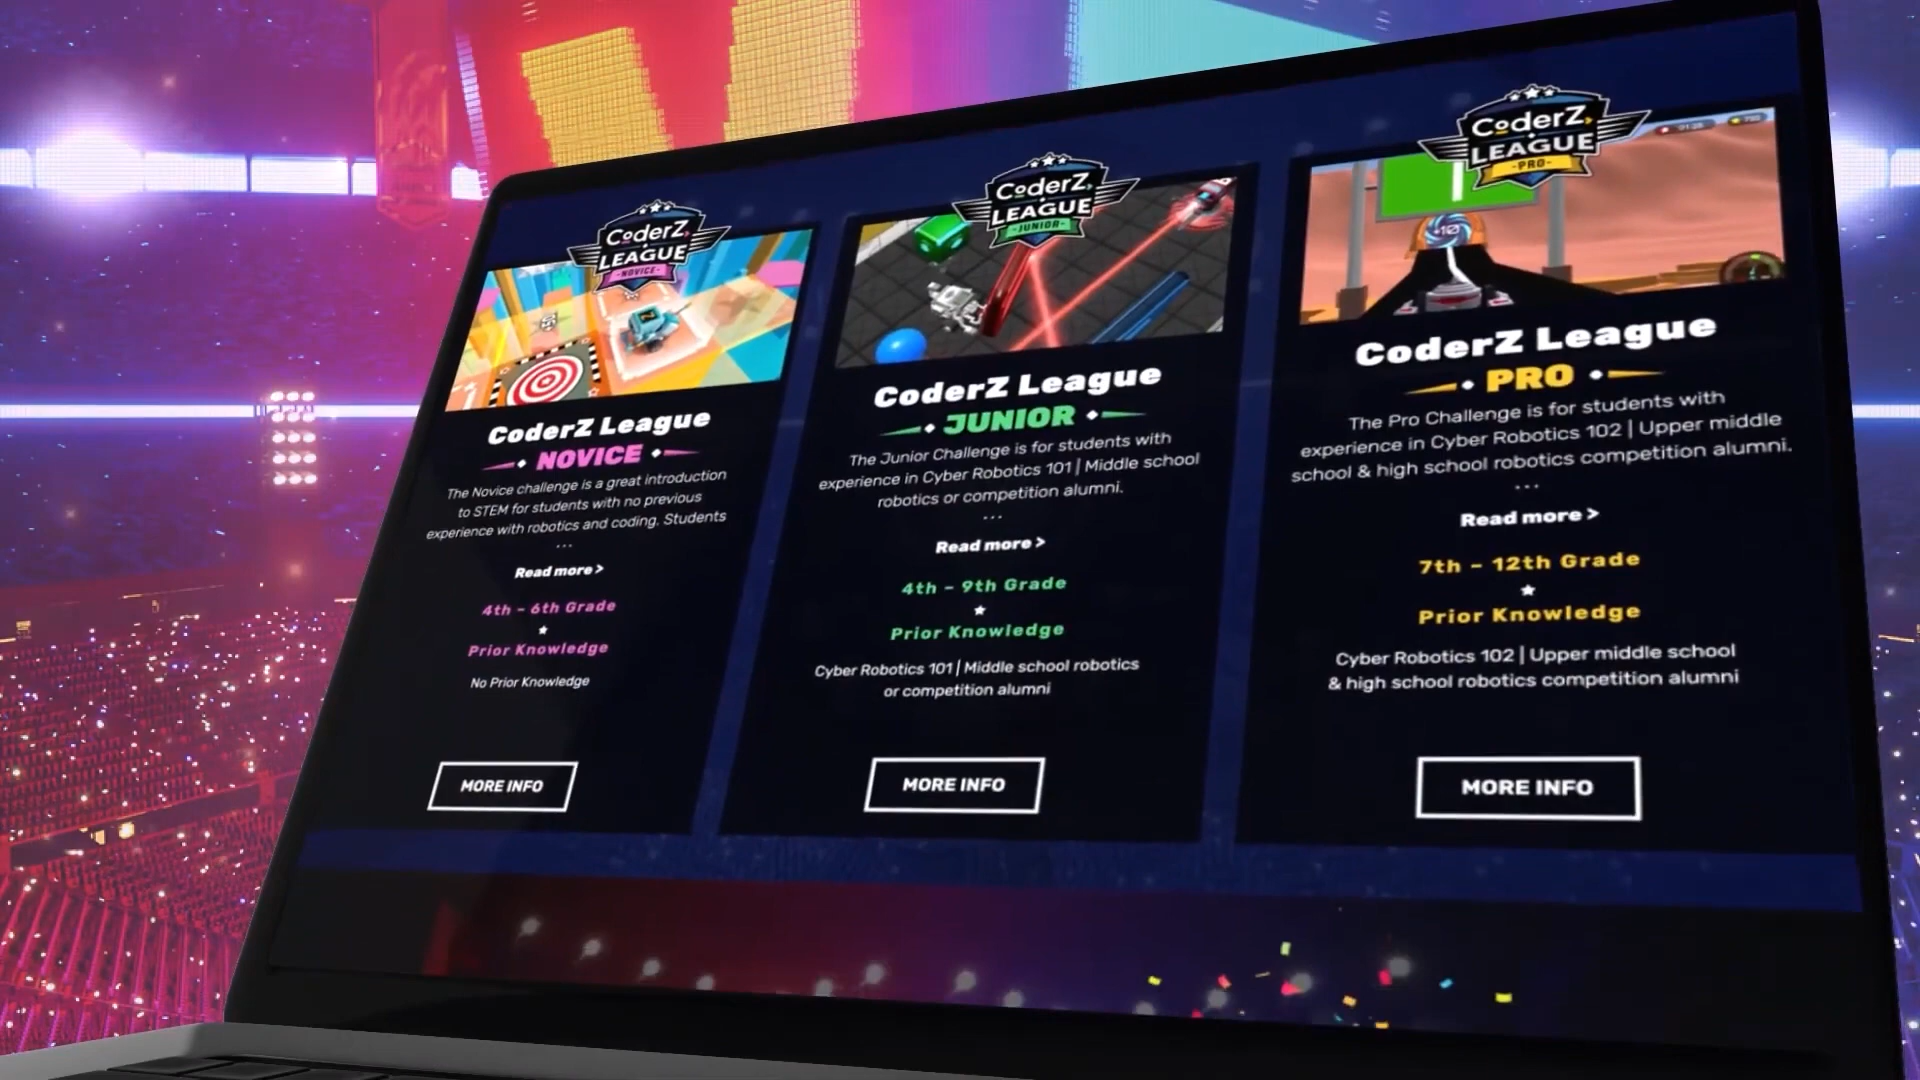 CoderZ
LEAGUE
-NOVICE-
CoderZ League
NOVICE
The Novice challenge is a great introduction
to STEM for students with no previous
experience with robotics and coding. Students
...
Read more >
4th - 6th Grade
Prior Knowledge
No Prior Knowledge
MORE INFO
CoderZ
LEAGUE
-JUNIOR-
CoderZ League
JUNIOR
The Junior Challenge is for students with
experience in Cyber Robotics 101 | Middle school
robotics or competition alumni.
...
Read more >
4th - 9th Grade
Prior Knowledge
Cyber Robotics 101 | Middle school robotics
or competition alumni
MORE INFO
CoderZ
LEAGUE
-PRO-
+10
CoderZ League
PRO
The Pro Challenge is for students with
experience in Cyber Robotics 102 | Upper middle
school & high school robotics competition alumni.
...
Read more >
7th - 12th Grade
Prior Knowledge
Cyber Robotics 102 | Upper middle school
& high school robotics competition alumni
MORE INFO